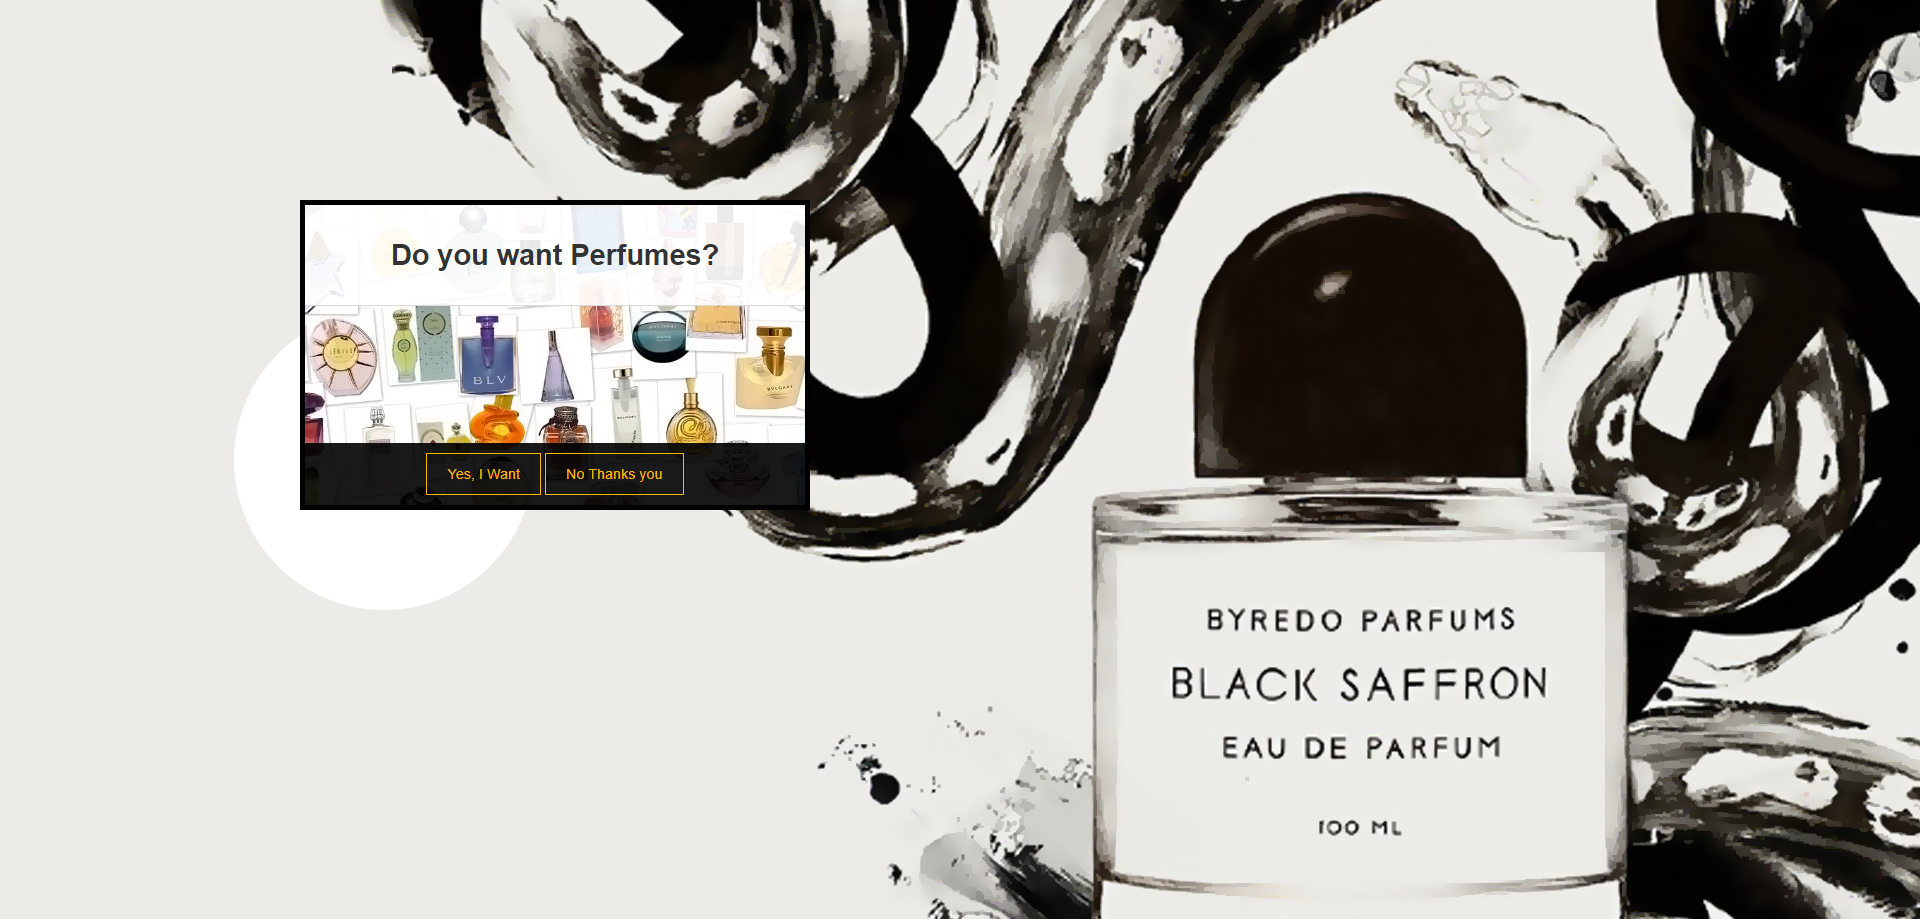 Do you want Perfumes?
BLV
BVLGARI
Yes, I Want
No Thanks you
BYREDO PARFUMS
BLACK SAFFRON
EAU DE PARFUM
100 ML